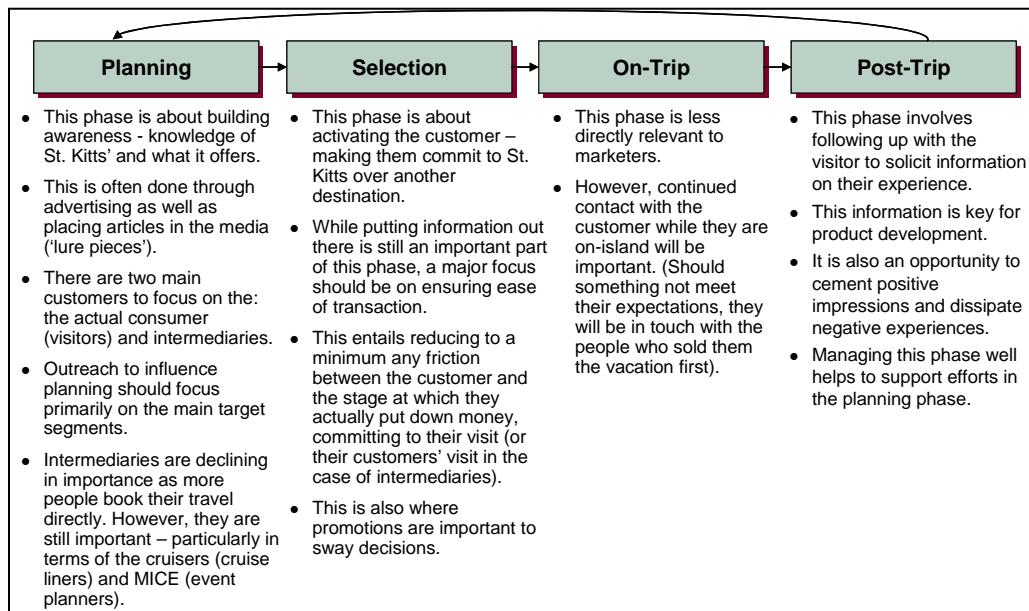 Planning
● This phase is about building
awareness - knowledge of
St. Kitts' and what it offers.
● This is often done through
advertising as well as
placing articles in the media
('lure pieces').
● There are two main
customers to focus on the:
the actual consumer
(visitors) and intermediaries.
● Outreach to influence
planning should focus
primarily on the main target
segments.
● Intermediaries are declining
in importance as more
people book their travel
directly. However, they are
still important – particularly in
terms of the cruisers (cruise
liners) and MICE (event
planners).
Selection
● This phase is about
activating the customer –
making them commit to St.
Kitts over another
destination.
● While putting information out
there is still an important part
of this phase, a major focus
should be on ensuring ease
of transaction.
● This entails reducing to a
minimum any friction
between the customer and
the stage at which they
actually put down money,
committing to their visit (or
their customers' visit in the
case of intermediaries).
● This is also where
promotions are important to
sway decisions.
On-Trip
● This phase is less
directly relevant to
marketers.
● However, continued
contact with the
customer while they are
on-island will be
important. (Should
something not meet
their expectations, they
will be in touch with the
people who sold them
the vacation first).
Post-Trip
● This phase involves
following up with the
visitor to solicit information
on their experience.
● This information is key for
product development.
● It is also an opportunity to
cement positive
impressions and dissipate
negative experiences.
● Managing this phase well
helps to support efforts in
the planning phase.